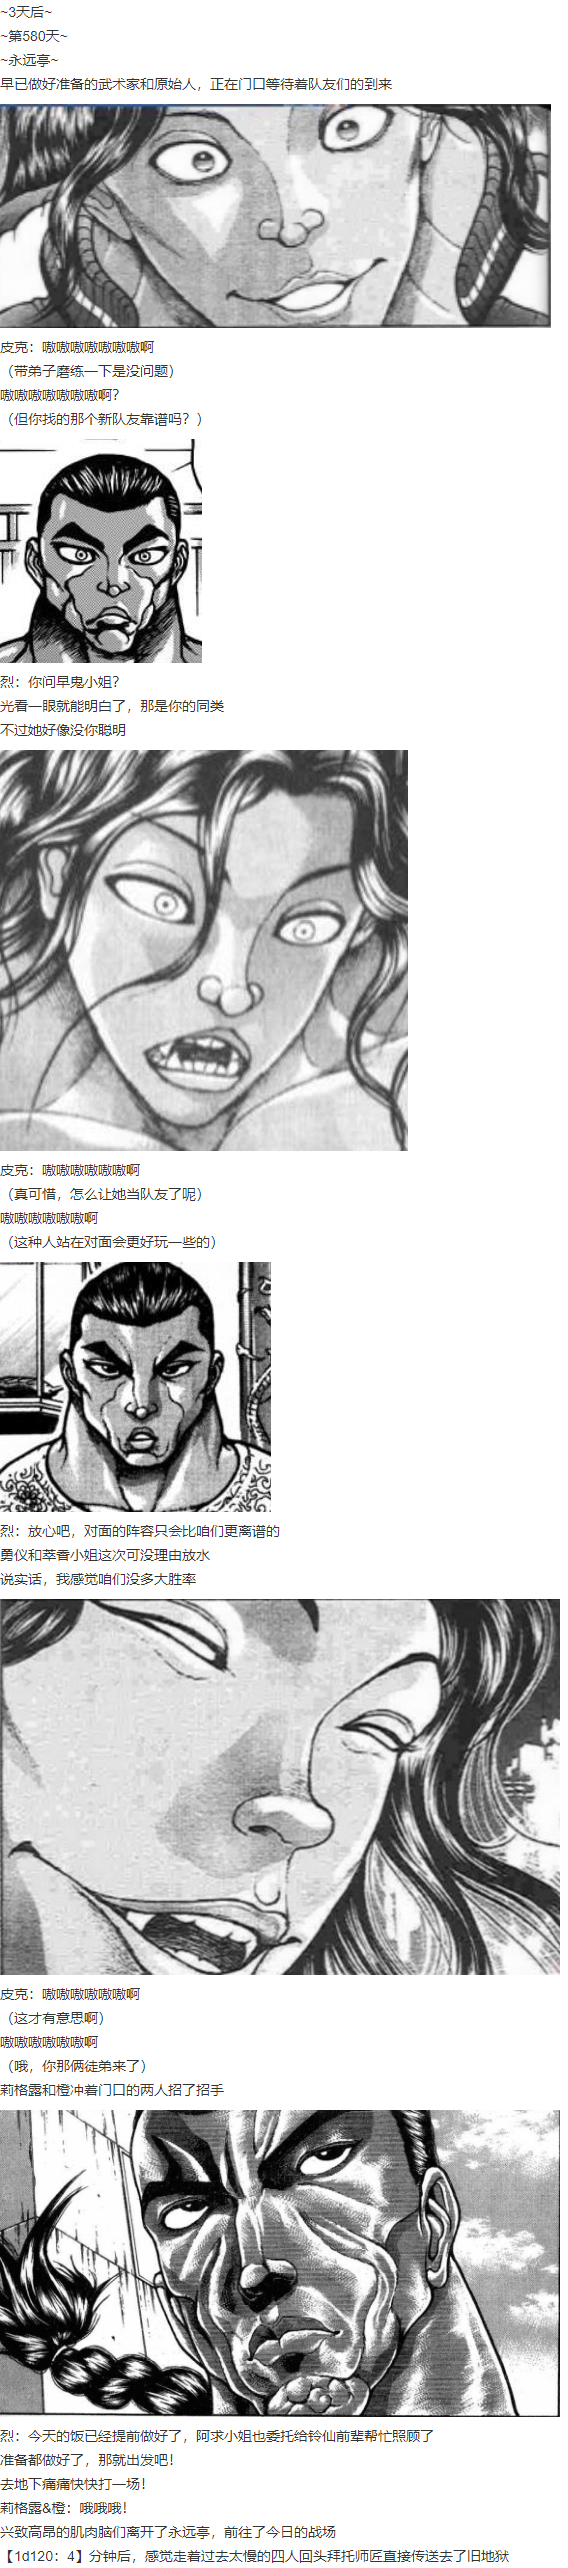 ~3天后~
~第580天~
~永远亭~
早已做好准备的武术家和原始人，正在门口等待着队友们的到来
皮克：嗷嗷嗷嗷嗷嗷嗷啊
（带弟子磨练一下是没问题）
嗷嗷嗷嗷嗷嗷嗷啊？
（但你找的那个新队友靠谱吗？）
烈：你问早鬼小姐？
光看一眼就能明白了，那是你的同类
不过她好像没你聪明
皮克：嗷嗷嗷嗷嗷嗷啊
（真可惜，怎么让她当队友了呢）
嗷嗷嗷嗷嗷嗷啊
（这种人站在对面会更好玩一些的）
烈：放心吧，对面的阵容只会比咱们更离谱的
勇仪和萃香小姐这次可没理由放水
说实话，我感觉咱们没多大胜率
皮克：嗷嗷嗷嗷嗷嗷啊
（这才有意思啊）
嗷嗷嗷嗷嗷嗷啊
（哦，你那俩徒弟来了）
莉格露和橙冲着门口的两人招了招手
烈：今天的饭已经提前做好了，阿求小姐也委托给铃仙前辈帮忙照顾了
准备都做好了，那就出发吧！
去地下痛痛快快打一场！
莉格露&橙：哦哦哦！
兴致高昂的肌肉脑们离开了永远亭，前往了今日的战场
【1d120：4】分钟后，感觉走着过去太慢的四人回头拜托师匠直接传送去了旧地狱